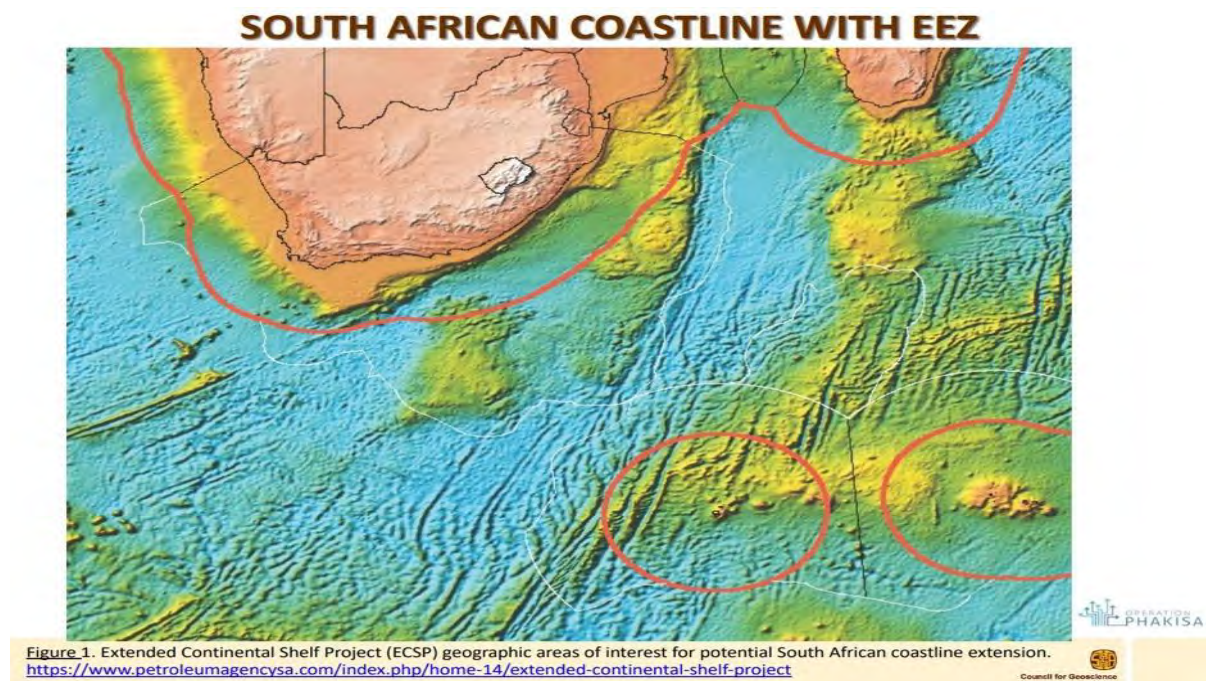 SOUTH AFRICAN COASTLINE WITH EEZ
OPERATION
PHAKISA
Figure 1. Extended Continental Shelf Project (ECSP) geographic areas of interest for potential South African coastline extension.
https://www.petroleumagencysa.com/index.php/home-14/extended-continental-shelf-project
Council for Geoscience